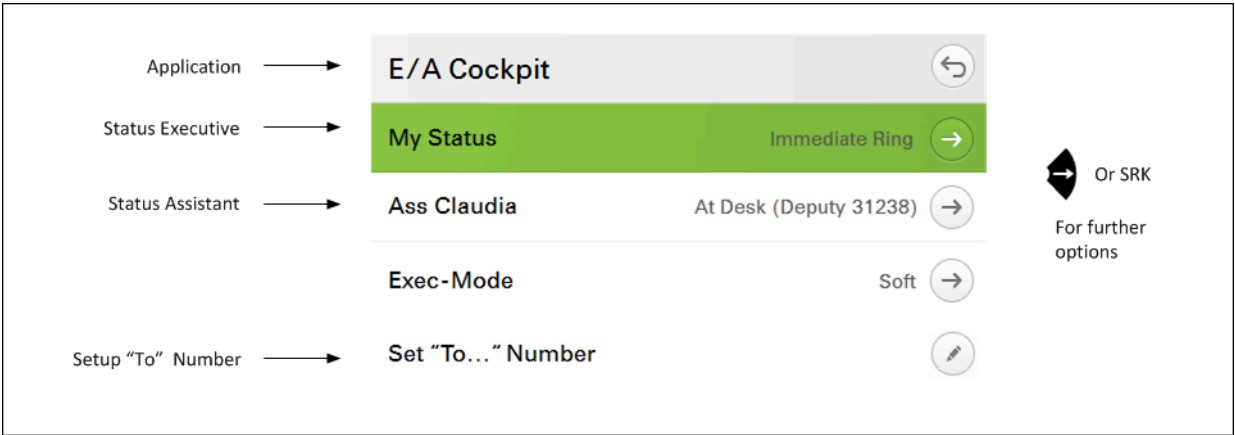 Application
E/A Cockpit
Status Executive
My Status
Immediate Ring
Or SRK
Status Assistant
Ass Claudia
At Desk (Deputy 31238)
For further
options
Exec-Mode
Soft
Setup “To” Number
Set “To...“ Number